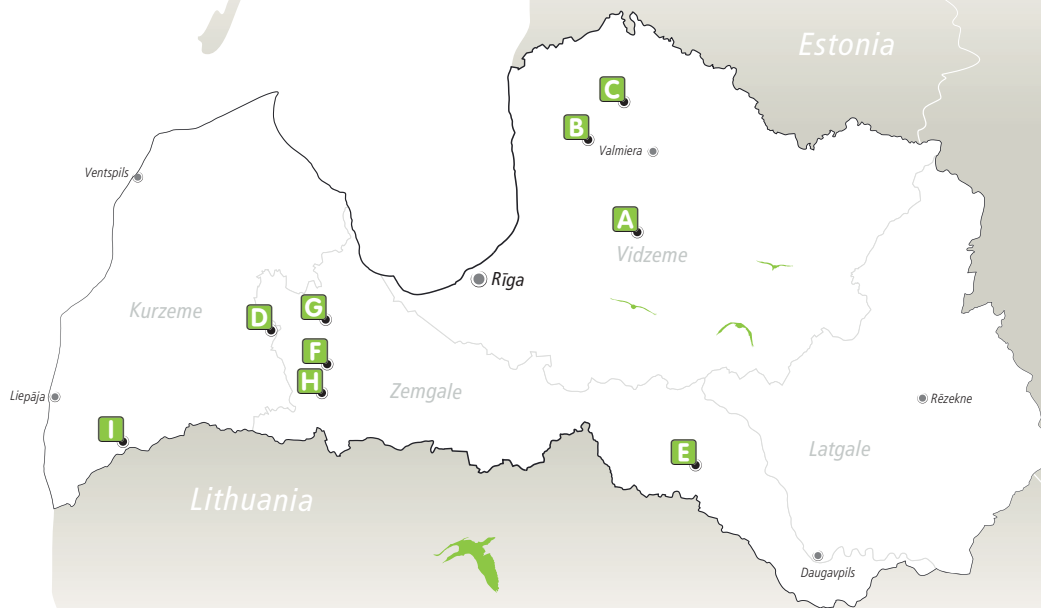 Estonia
C
B
Valmiera
Ventspils
A
Vidzeme
Rīga
Kurzeme
G
D
F
H
Zemgale
Liepāja
Rēzekne
I
E
Latgale
Lithuania
Daugavpils